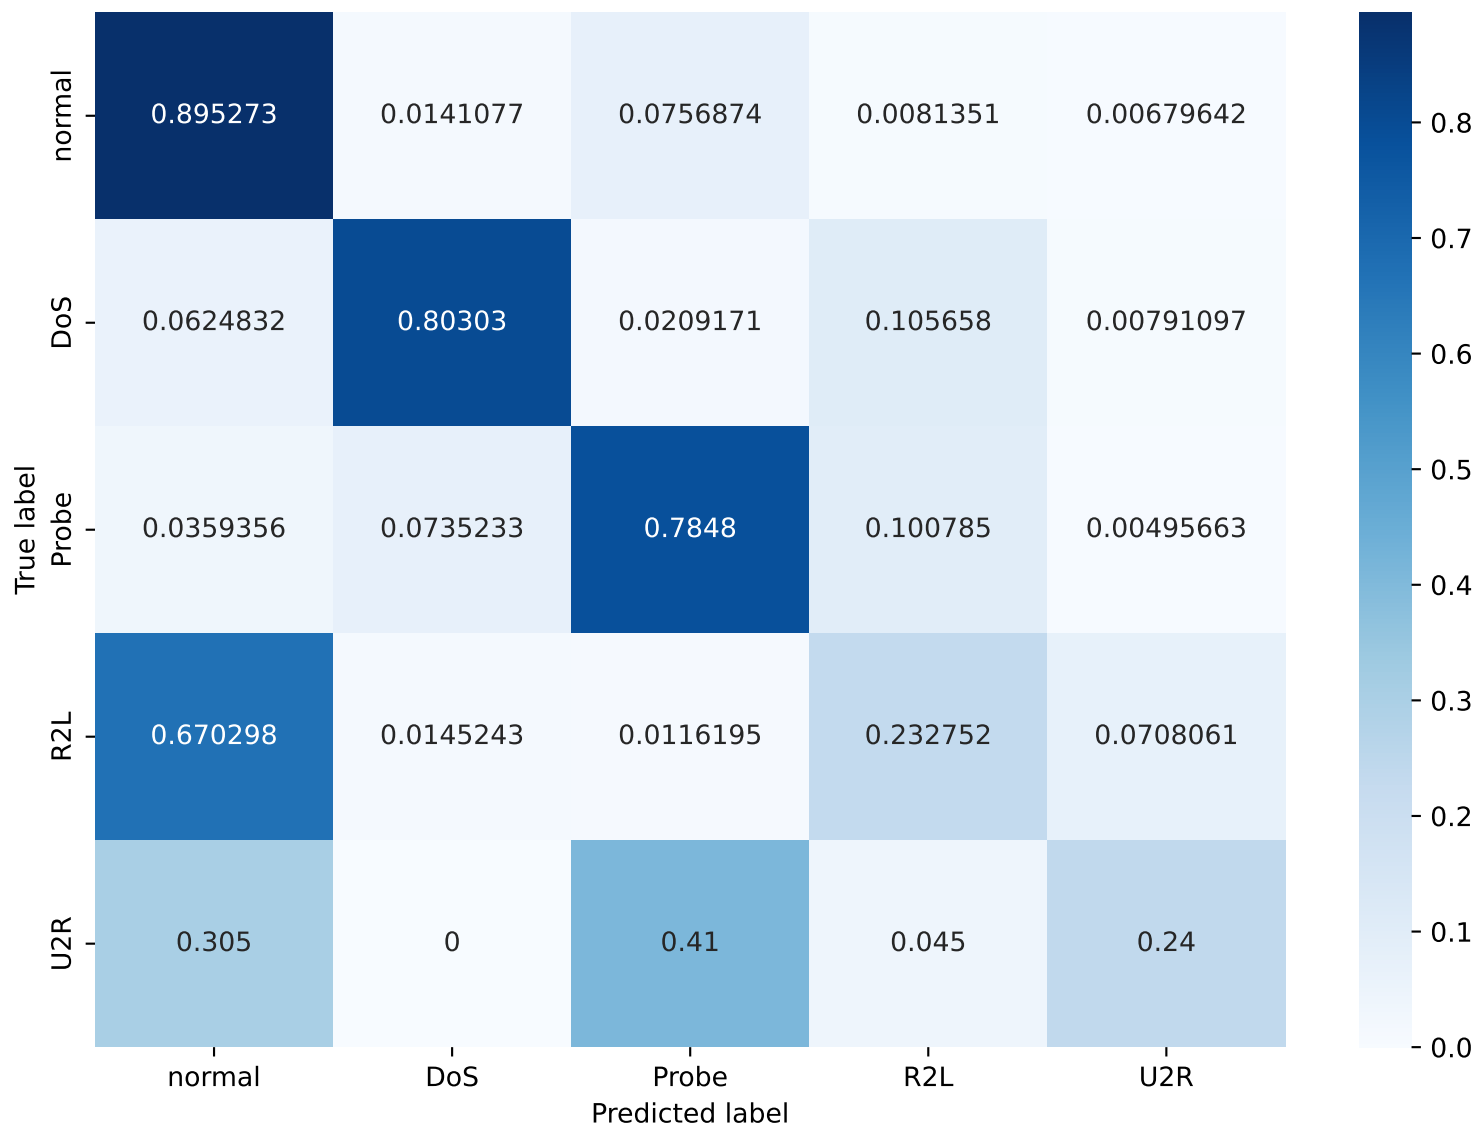 normal 0.895273 0.0141077 0.0756874 0.0081351 0.00679642
DoS 0.0624832 0.80303 0.0209171 0.105658 0.00791097
Probe 0.0359356 0.0735233 0.7848 0.100785 0.00495663
R2L 0.670298 0.0145243 0.0116195 0.232752 0.0708061
U2R 0.305 0 0.41 0.045 0.24
True label
normal DoS Probe R2L U2R
Predicted label
0.8
0.7
0.6
0.5
0.4
0.3
0.2
0.1
0.0